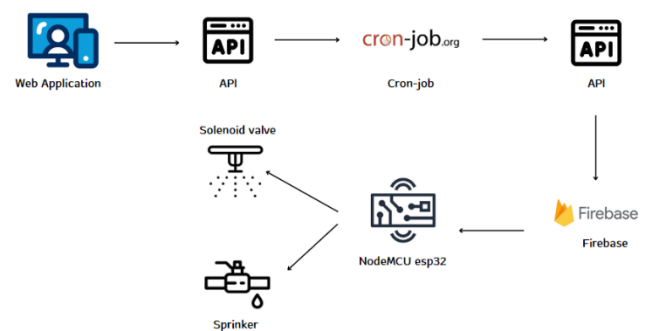 API
cron-job.org
API
Web Application
API
Cron-job
API
Solenoid valve
Firebase
Firebase
NodeMCU esp32
Sprinker